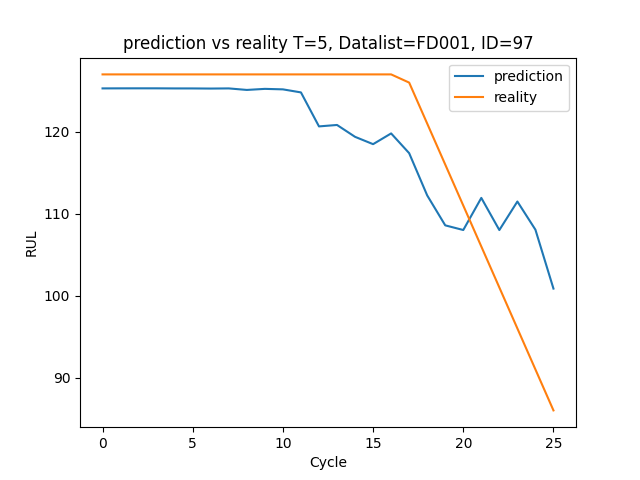 prediction vs reality T=5, Datalist=FD001, ID=97
prediction
reality
RUL
120
110
100
90
0 5 10 15 20 25
Cycle